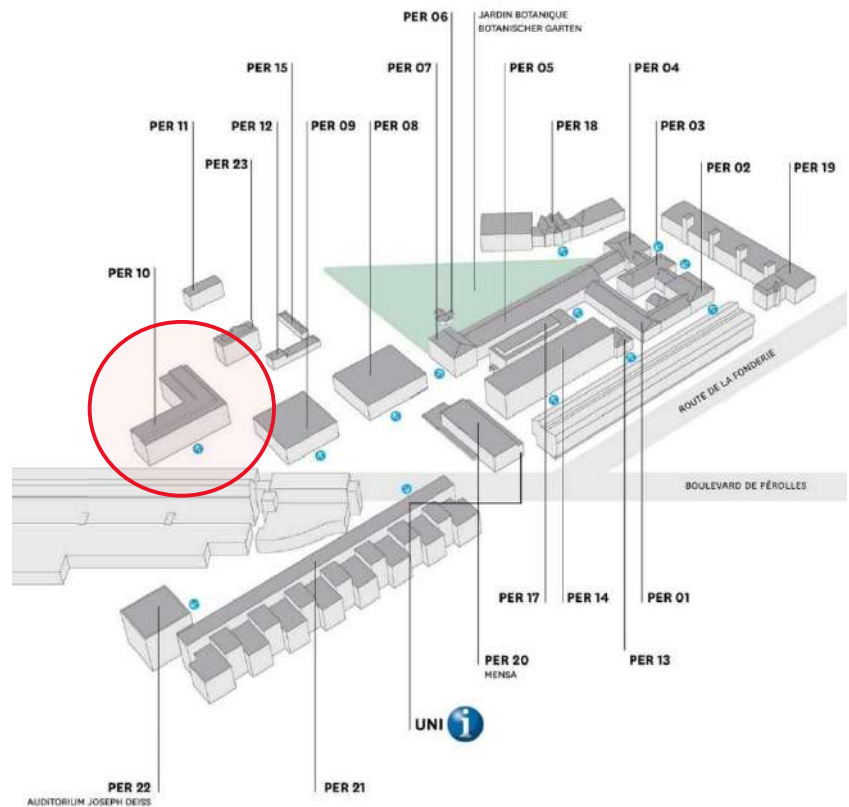 PER 06
JARDIN BOTANIQUE
BOTANISCHER GARTEN
PER 15
PER 07
PER 05
PER 04
PER 11
PER 12
PER 09
PER 08
PER 18
PER 03
PER 23
PER 02
PER 19
PER 10
ROUTE DE LA FONDERIE
BOULEVARD DE PÉROLLES
PER 17
PER 14
PER 01
PER 20
MENSA
PER 13
UNI i
PER 22
AUDITORIUM JOSEPH DEISS
PER 21